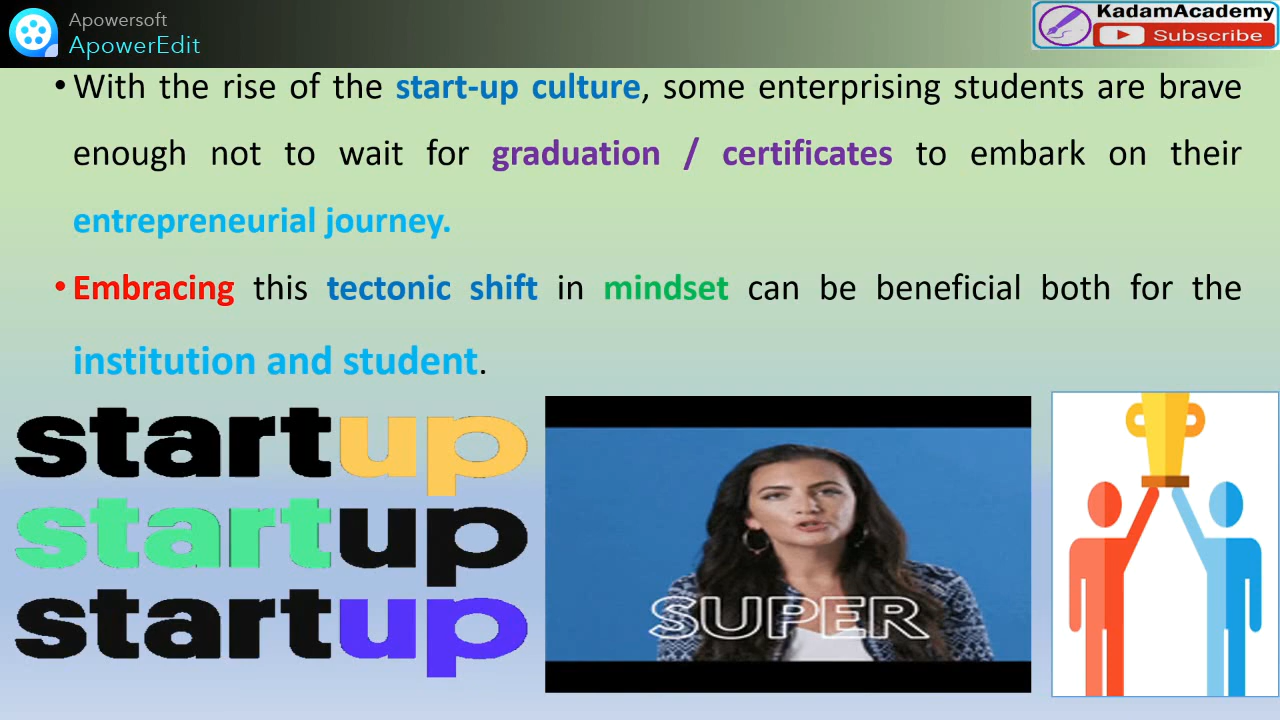 Apowersoft
ApowerEdit
KadamAcademy
Subscribe
• With the rise of the start-up culture, some enterprising students are brave
enough not to wait for graduation / certificates to embark on their
entrepreneurial journey.
• Embracing this tectonic shift in mindset can be beneficial both for the
institution and student.
startup
startup
startup
SUPER